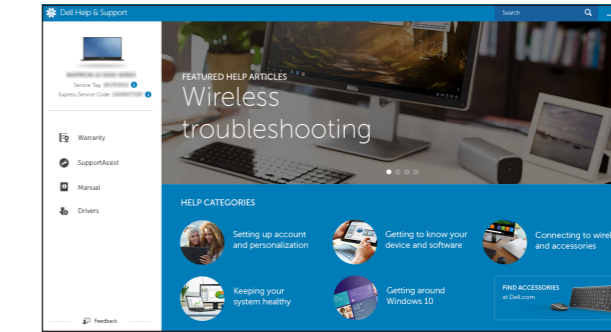 Dell Help & Support
Search
Service Tag:
Express Service Code:
Warranty
SupportAssist
Manual
Drivers
Feedback
FEATURED HELP ARTICLES
Wireless
troubleshooting
HELP CATEGORIES
Setting up account
and personalization
Getting to know your
device and software
Connecting to
and accessories
Keeping your
system healthy
Getting around
Windows 10
FIND ACCESSORIES
at Dell.com